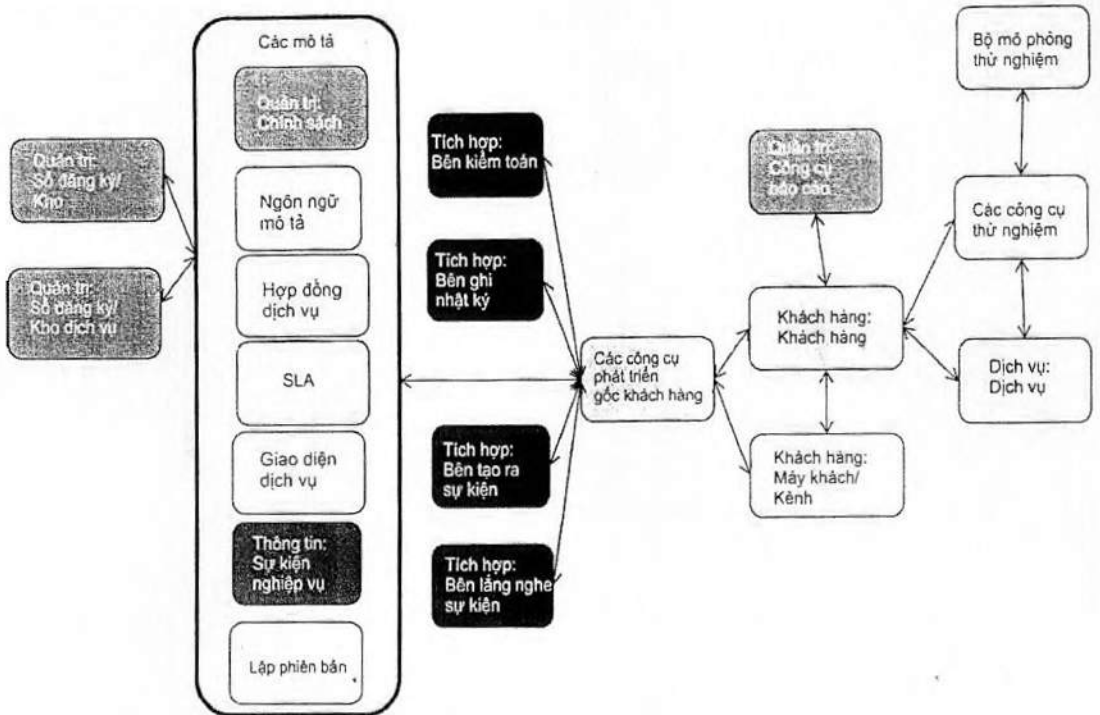 Các mô tả
Quản trị:
Chính sách
Ngôn ngữ
mô tả
Hợp đồng
dịch vụ
SLA
Giao diện
dịch vụ
Thông tin:
Sự kiện
nghiệp vụ
Lập phiên bản
Quản trị:
Sổ đăng ký/
Kho
Quản trị:
Sổ đăng ký/
Kho dịch vụ
Tích hợp:
Bên kiểm toán
Tích hợp:
Bên ghi
nhật ký
Tích hợp:
Bên tạo ra
sự kiện
Tích hợp:
Bên lắng nghe
sự kiện
Các công cụ
phát triển
gốc khách hàng
Quản trị:
Công cụ
báo cáo
Khách hàng:
Khách hàng
Khách hàng:
Máy khách/
Kênh
Bộ mô phỏng
thử nghiệm
Các công cụ
thử nghiệm
Dịch vụ:
Dịch vụ